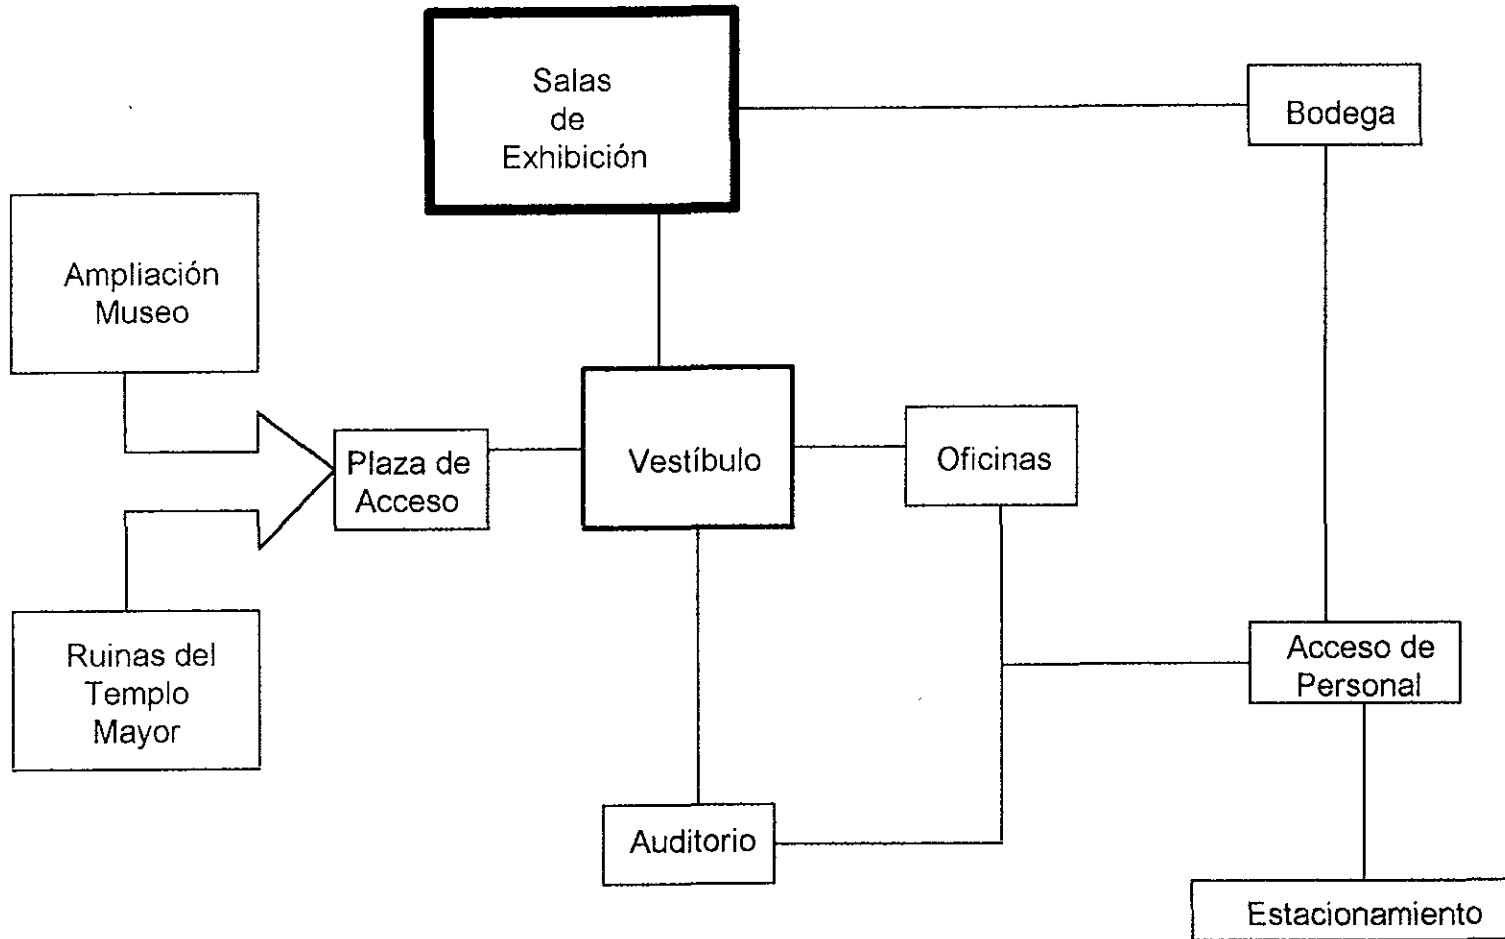 Salas
de
Exhibición
Bodega
Ampliación
Museo
Plaza de
Acceso
Vestíbulo
Oficinas
Ruinas del
Templo
Mayor
Acceso de
Personal
Auditorio
Estacionamiento